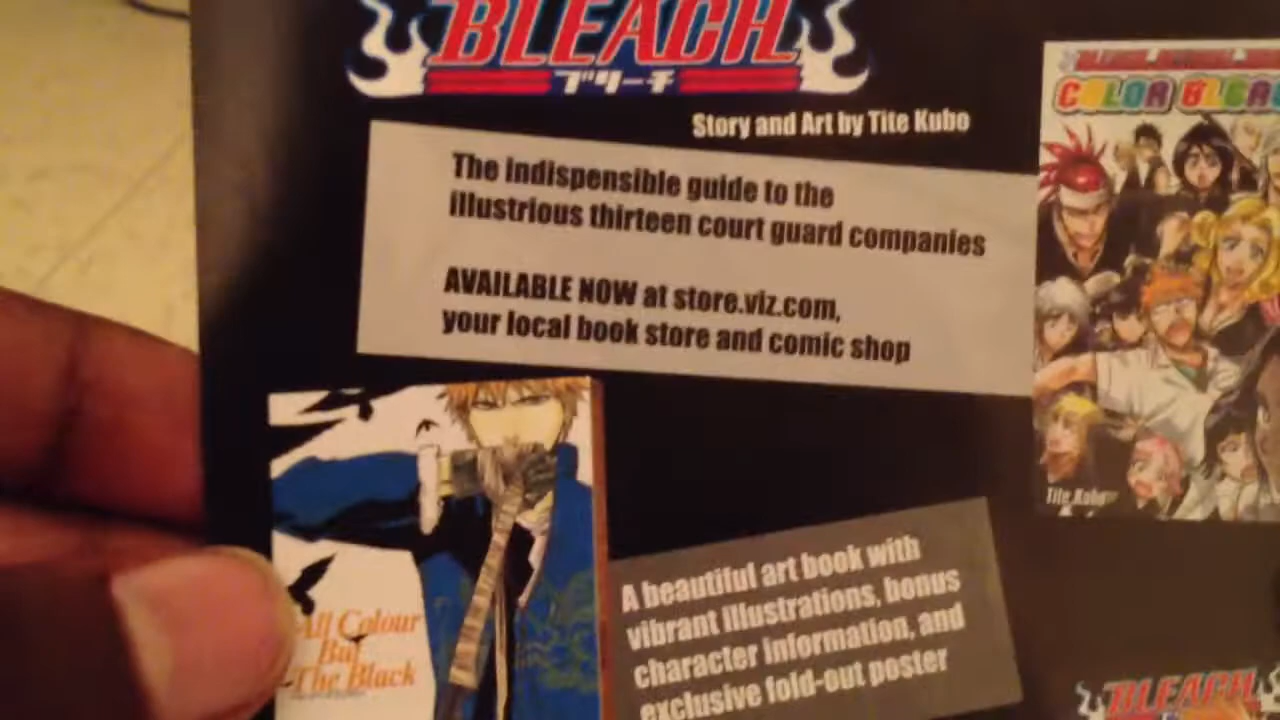 BLEACH
ブリーチ
Story and Art by Tite Kubo
COLOR BLEA
The indispensible guide to the
illustrious thirteen court guard companies
AVAILABLE NOW at store.viz.com,
your local book store and comic shop
Tite Kubo
All Colour
But
The Black
A beautiful art book with
vibrant illustrations, bonus
character information, and
exclusive fold-out poster
BLEACH